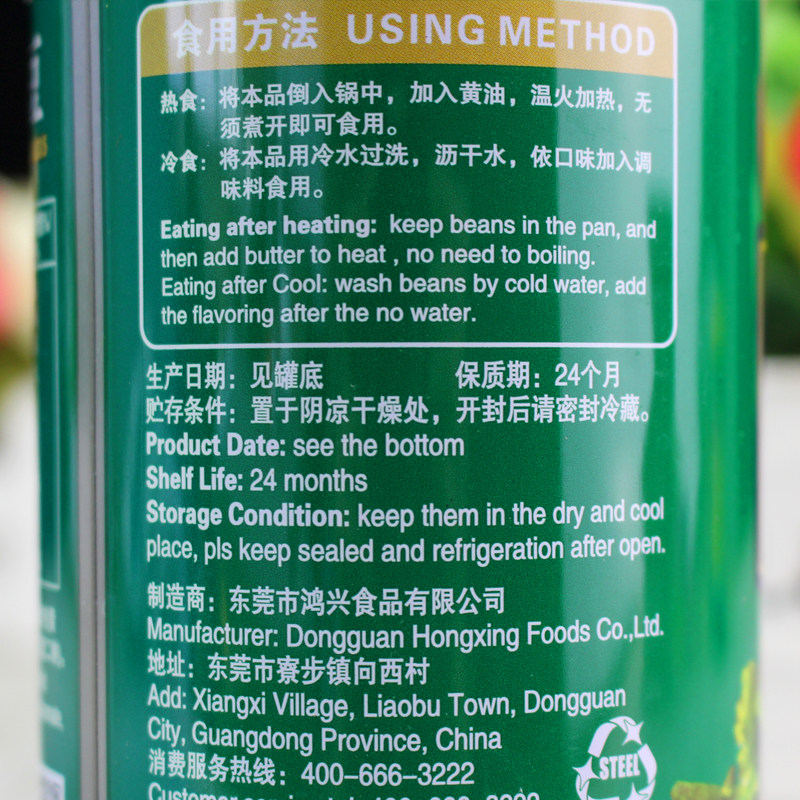 食用方法 USING METHOD
热食：将本品倒入锅中，加入黄油，温火加热，无
须煮开即可食用。
冷食：将本品用冷水过洗，沥干水，依口味加入调
味料食用。
Eating after heating: keep beans in the pan, and
then add butter to heat , no need to boiling.
Eating after Cool: wash beans by cold water, add
the flavoring after the no water.
生产日期：见罐底 保质期：24个月
贮存条件：置于阴凉干燥处，开封后请密封冷藏。
Product Date: see the bottom
Shelf Life: 24 months
Storage Condition: keep them in the dry and cool
place, pls keep sealed and refrigeration after open.
制造商：东莞市鸿兴食品有限公司
Manufacturer: Dongguan Hongxing Foods Co.,Ltd.
地址：东莞市寮步镇向西村
Add: Xiangxi Village, Liaobu Town, Dongguan
City, Guangdong Province, China
消费服务热线：400-666-3222
STEEL